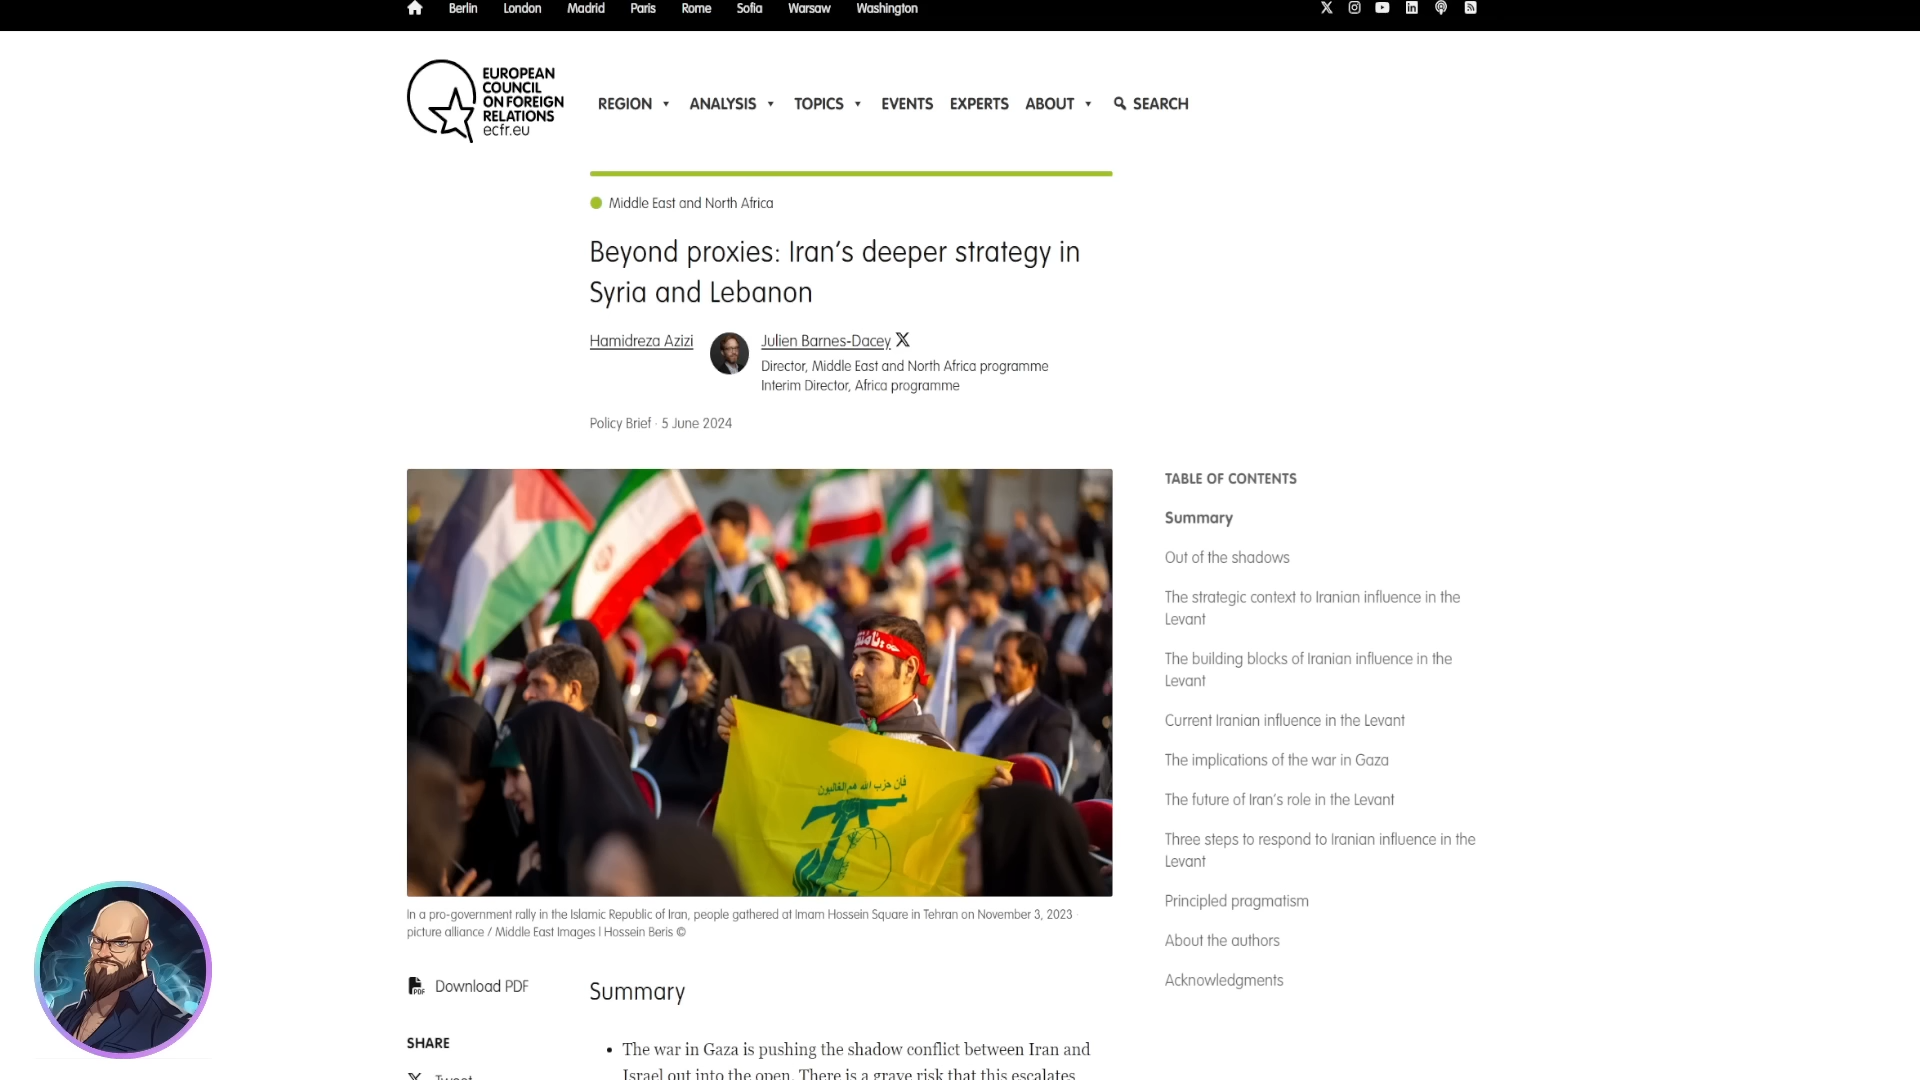 Berlin London Madrid Paris Rome Sofia Warsaw Washington
EUROPEAN
COUNCIL
ON FOREIGN
RELATIONS
ecfr.eu
REGION ANALYSIS TOPICS EVENTS EXPERTS ABOUT SEARCH
Middle East and North Africa
Beyond proxies: Iran’s deeper strategy in
Syria and Lebanon
Hamidreza Azizi
Julien Barnes-Dacey
Director, Middle East and North Africa programme
Interim Director, Africa programme
Policy Brief · 5 June 2024
فإن حزب الله هم الغالبون
In a pro-government rally in the Islamic Republic of Iran, people gathered at Imam Hossein Square in Tehran on November 3, 2023
picture alliance / Middle East Images | Hossein Beris ©
TABLE OF CONTENTS
Summary
Out of the shadows
The strategic context to Iranian influence in the
Levant
The building blocks of Iranian influence in the
Levant
Current Iranian influence in the Levant
The implications of the war in Gaza
The future of Iran’s role in the Levant
Three steps to respond to Iranian influence in the
Levant
Principled pragmatism
About the authors
Acknowledgments
PDF
Download PDF
SHARE
Tweet
Summary
• The war in Gaza is pushing the shadow conflict between Iran and
Israel out into the open. There is a grave risk that this escalates